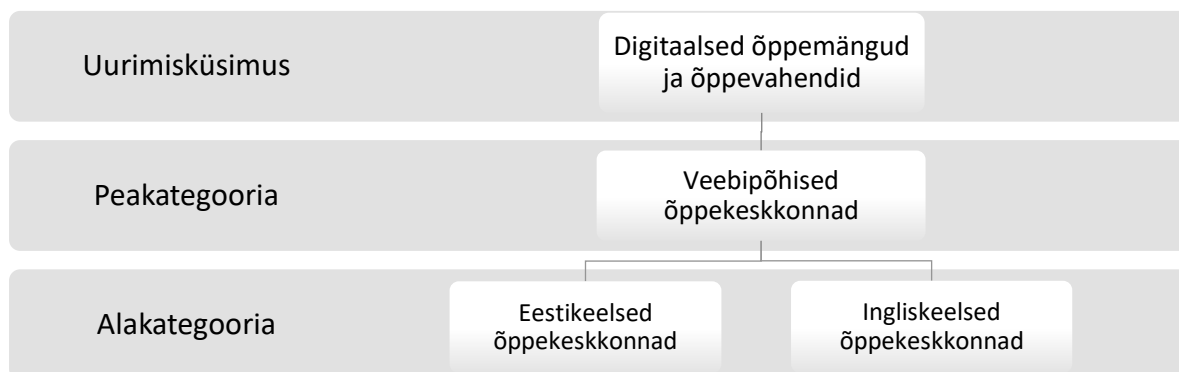 Uurimisküsimus
Digitaalsed õppemängud
ja õppevahendid
Peakategooria
Veebipõhised
õppekeskkonnad
Alakategooria
Eestikeelsed
õppekeskkonnad
Ingliskeelsed
õppekeskkonnad